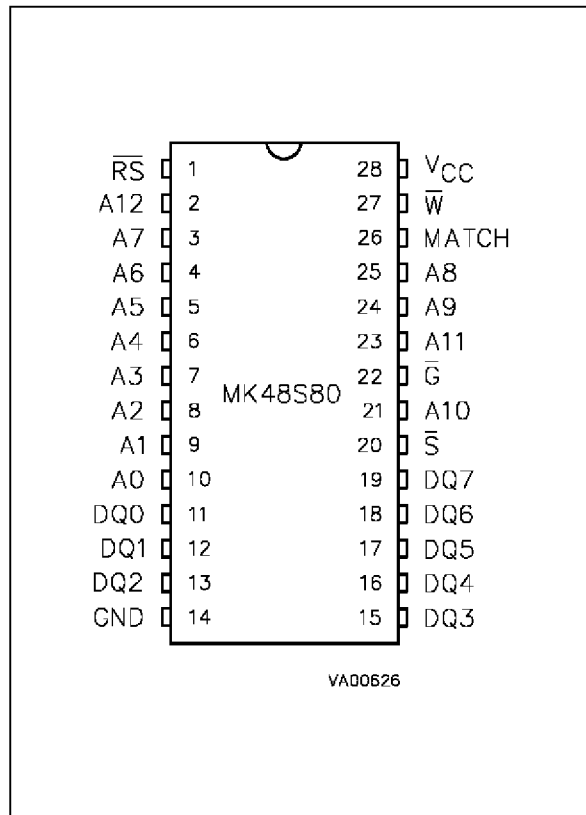 R̅S̅ 1 28 VCC
A12 2 27 W̅
A7 3 26 MATCH
A6 4 25 A8
A5 5 24 A9
A4 6 23 A11
A3 7 22 G̅
MK48S80
A2 8 21 A10
A1 9 20 S̅
A0 10 19 DQ7
DQ0 11 18 DQ6
DQ1 12 17 DQ5
DQ2 13 16 DQ4
GND 14 15 DQ3
VA00626